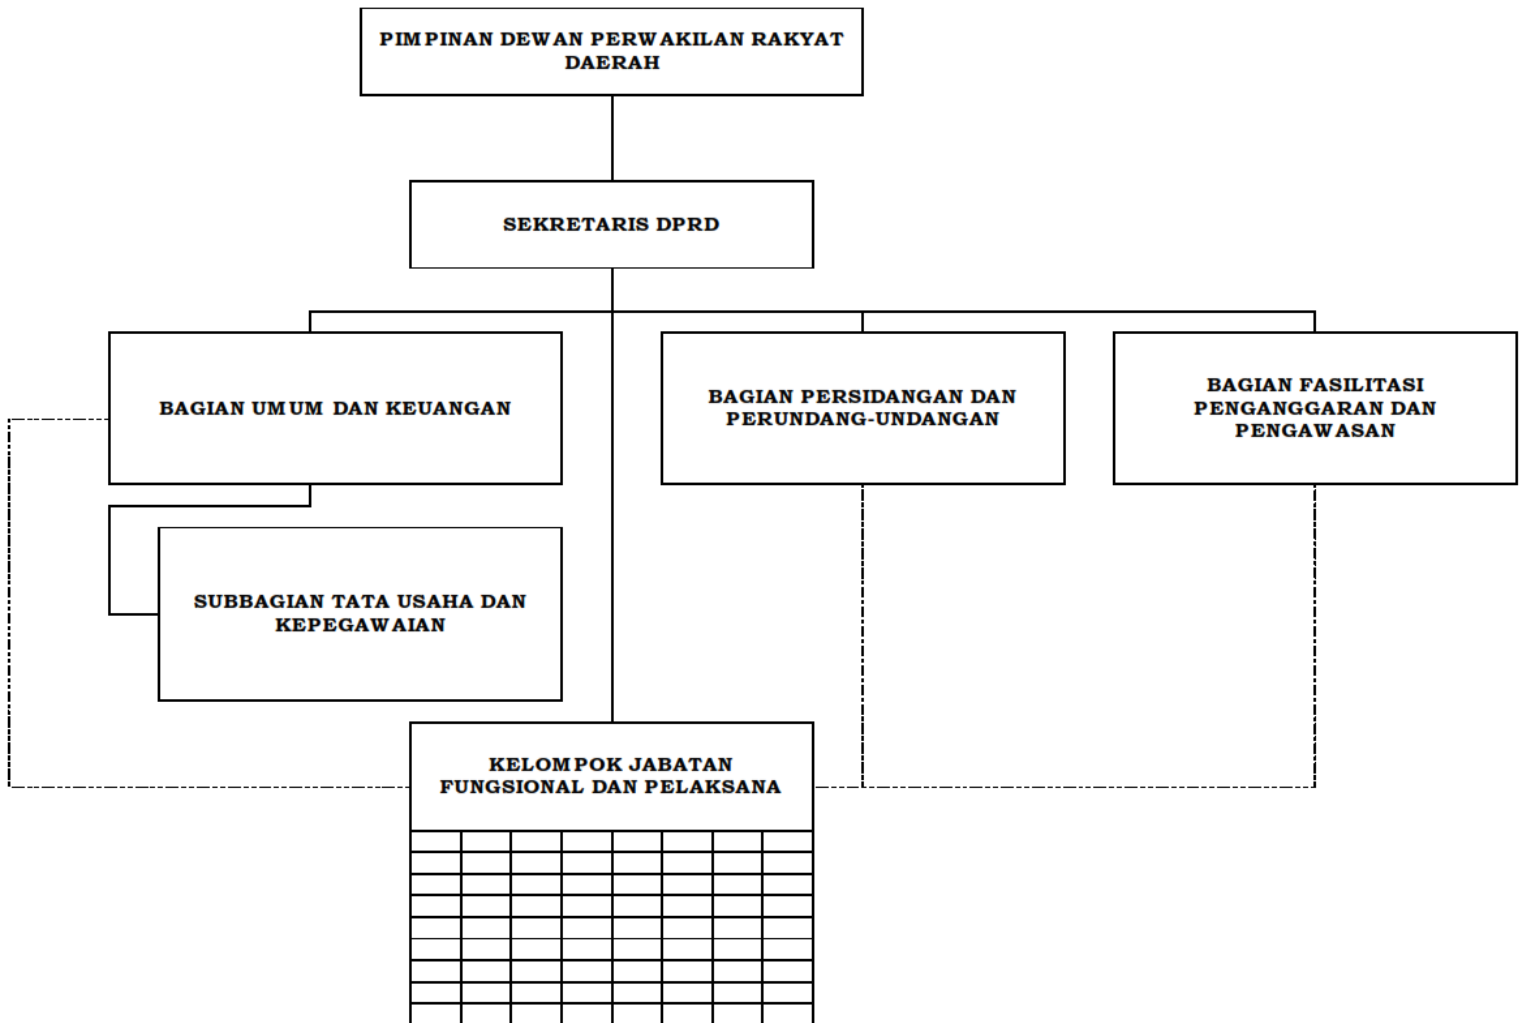 PIMPINAN DEWAN PERWAKILAN RAKYAT
DAERAH
SEKRETARIS DPRD
BAGIAN UMUM DAN KEUANGAN
BAGIAN PERSIDANGAN DAN
PERUNDANG-UNDANGAN
BAGIAN FASILITASI
PENGANGGARAN DAN
PENGAWASAN
SUBBAGIAN TATA USAHA DAN
KEPEGAWAIAN
KELOMPOK JABATAN
FUNGSIONAL DAN PELAKSANA